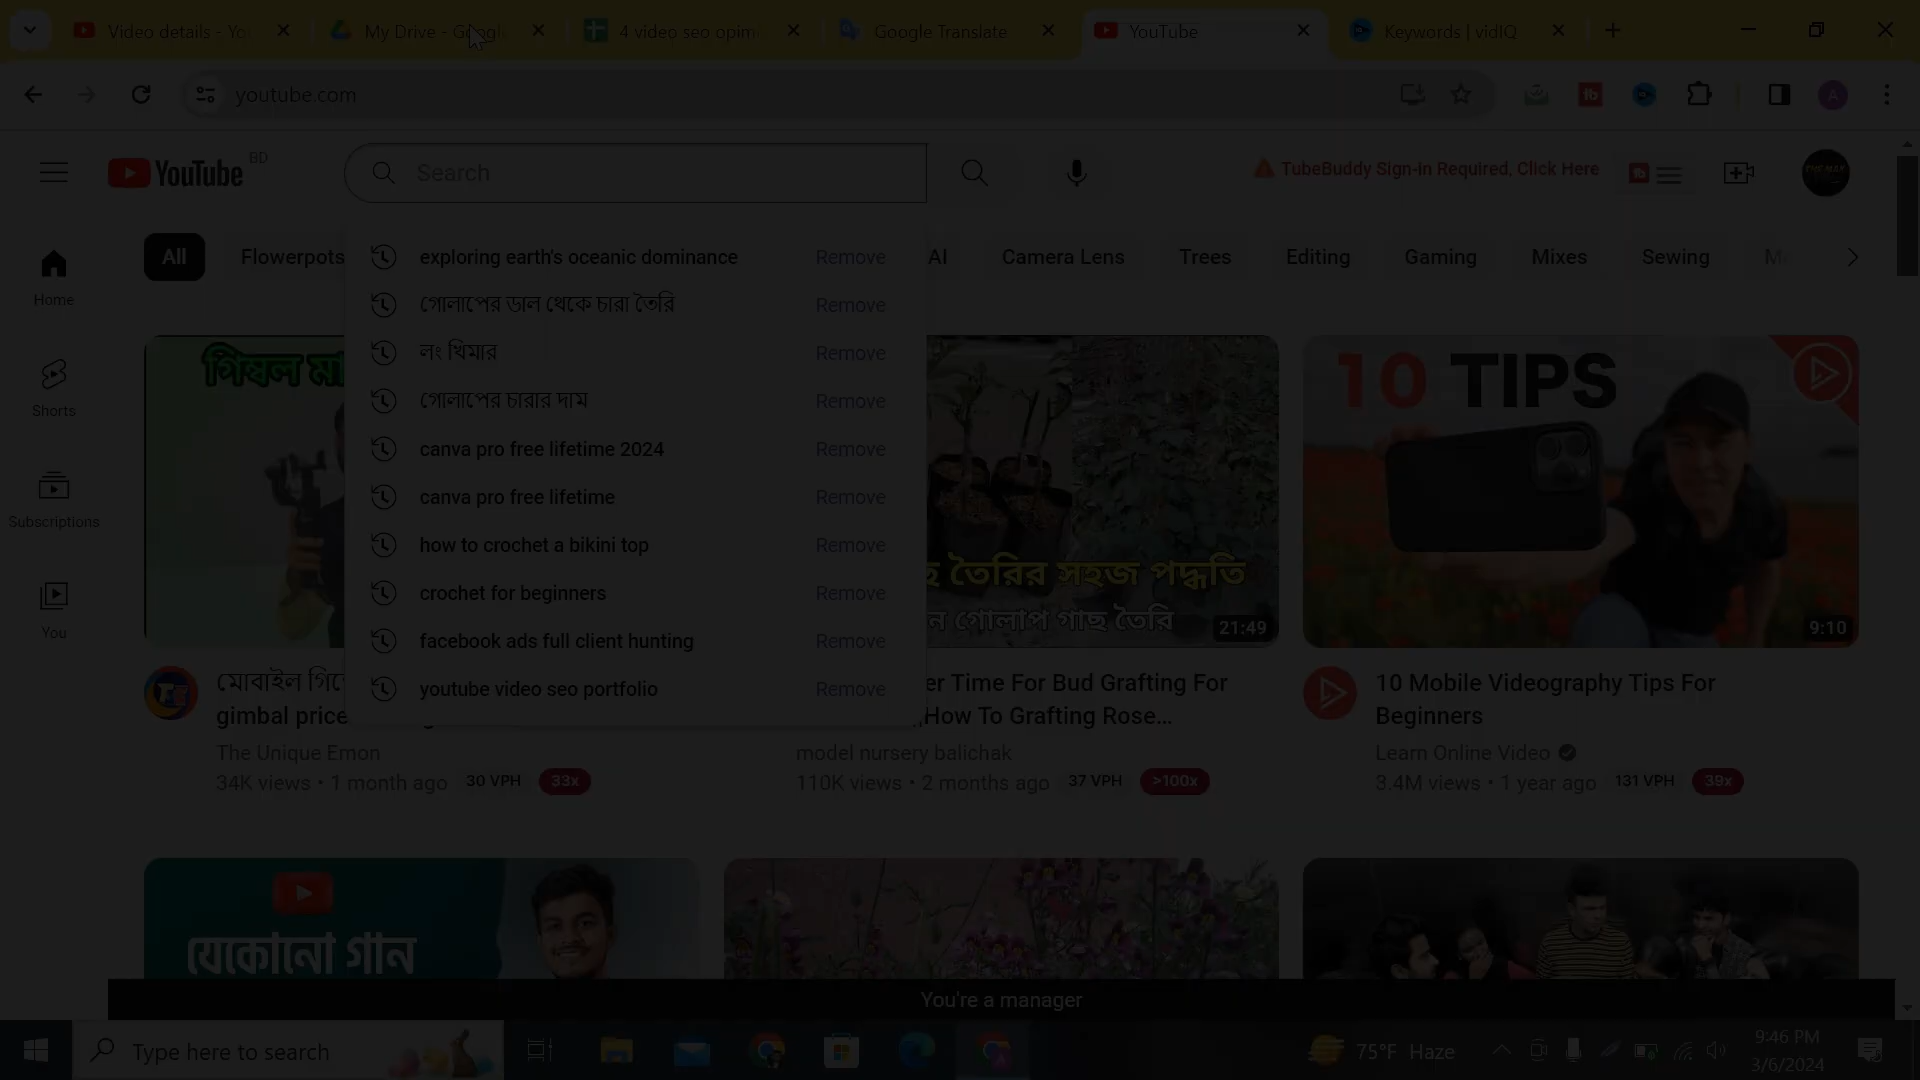 Video details - Yo
My Drive - Googl
4 video seo opim
Google Translate
YouTube
Keywords | vidIQ
youtube.com
YouTube BD
Search
TubeBuddy Sign-In Required. Click Here
All
Flowerpots
AI
Camera Lens
Trees
Editing
Gaming
Mixes
Sewing
Home
Shorts
Subscriptions
You
exploring earth's oceanic dominance Remove
গোলাপের ডাল থেকে চারা তৈরি Remove
লং খিমার Remove
গোলাপের চারার দাম Remove
canva pro free lifetime 2024 Remove
canva pro free lifetime Remove
how to crochet a bikini top Remove
crochet for beginners Remove
facebook ads full client hunting Remove
youtube video seo portfolio Remove
গিম্বল
ছ তৈরির সহজ পদ্ধতি
ন গোলাপ গাছ তৈরি
21:49
10 TIPS
9:10
মোবাইল
gimbal price
The Unique Emon
34K views • 1 month ago 30 VPH 33x
er Time For Bud Grafting For
How To Grafting Rose...
model nursery balichak
110K views • 2 months ago 37 VPH >100x
10 Mobile Videography Tips For
Beginners
Learn Online Video
3.4M views • 1 year ago 131 VPH 39x
যেকোনো গান
You're a manager
Type here to search
75°F Haze
9:46 PM
3/6/2024